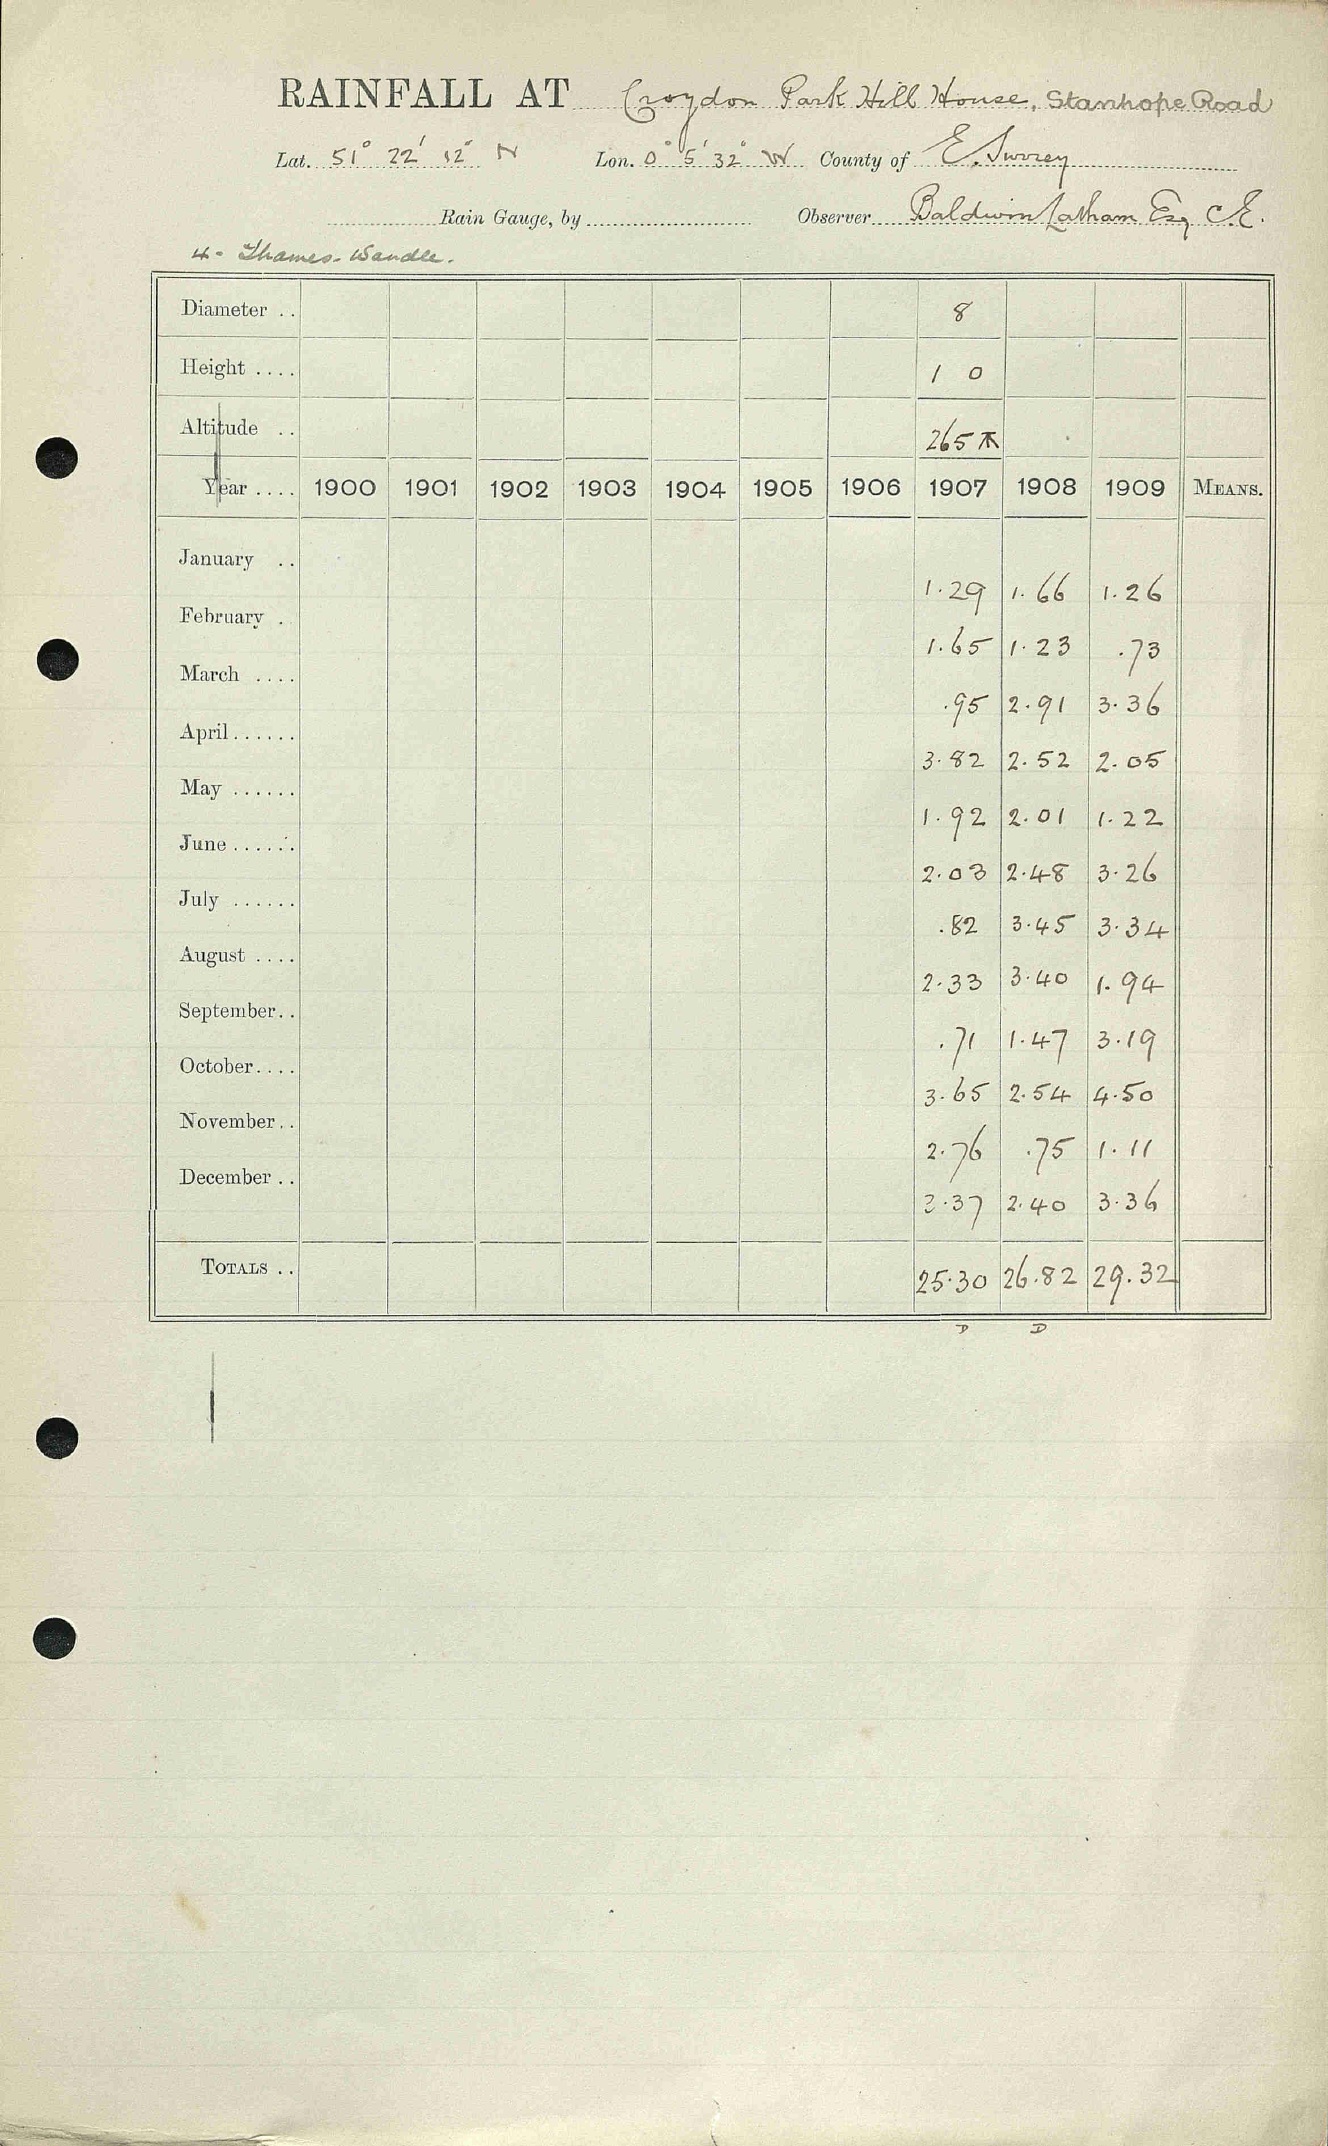 RAINFALL AT Croydon Park Hill House, Stanhope Road
Lat. 51° 22' 12" N Lon. 0° 5' 32" W County of E. Surrey
Rain Gauge, by Observer Baldwin Latham Esq C.E.
4 - Thames - Wandle.
Diameter .. 8
Height .... 1 0
Altitude .. 265
Year .... 1900 1901 1902 1903 1904 1905 1906 1907 1908 1909 MEANS.
January .. 1.29 1.66 1.26
February . 1.65 1.23 .73
March .... .95 2.91 3.36
April ...... 3.82 2.52 2.05
May ...... 1.92 2.01 1.22
June ...... 2.03 2.48 3.26
July ...... .82 3.45 3.34
August .... 2.33 3.40 1.94
September .. .71 1.47 3.19
October .... 3.65 2.54 4.50
November .. 2.76 .75 1.11
December .. 3.37 2.40 3.36
TOTALS .. 25.30 26.82 29.32
D D